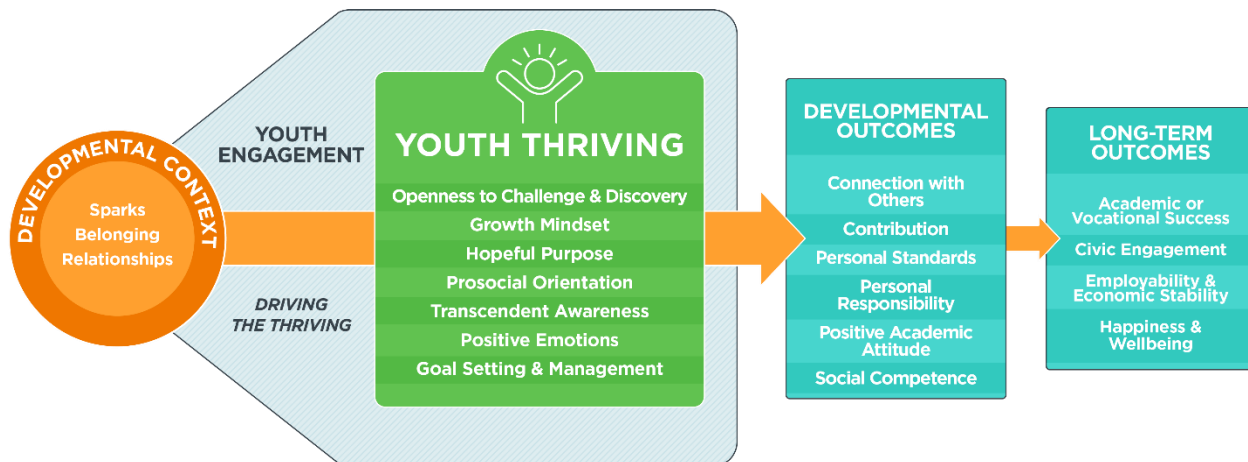 DEVELOPMENTAL CONTEXT
Sparks
Belonging
Relationships
YOUTH
ENGAGEMENT
DRIVING
THE THRIVING
YOUTH THRIVING
Openness to Challenge & Discovery
Growth Mindset
Hopeful Purpose
Prosocial Orientation
Transcendent Awareness
Positive Emotions
Goal Setting & Management
DEVELOPMENTAL
OUTCOMES
Connection with
Others
Contribution
Personal Standards
Personal
Responsibility
Positive Academic
Attitude
Social Competence
LONG-TERM
OUTCOMES
Academic or
Vocational Success
Civic Engagement
Employability &
Economic Stability
Happiness &
Wellbeing